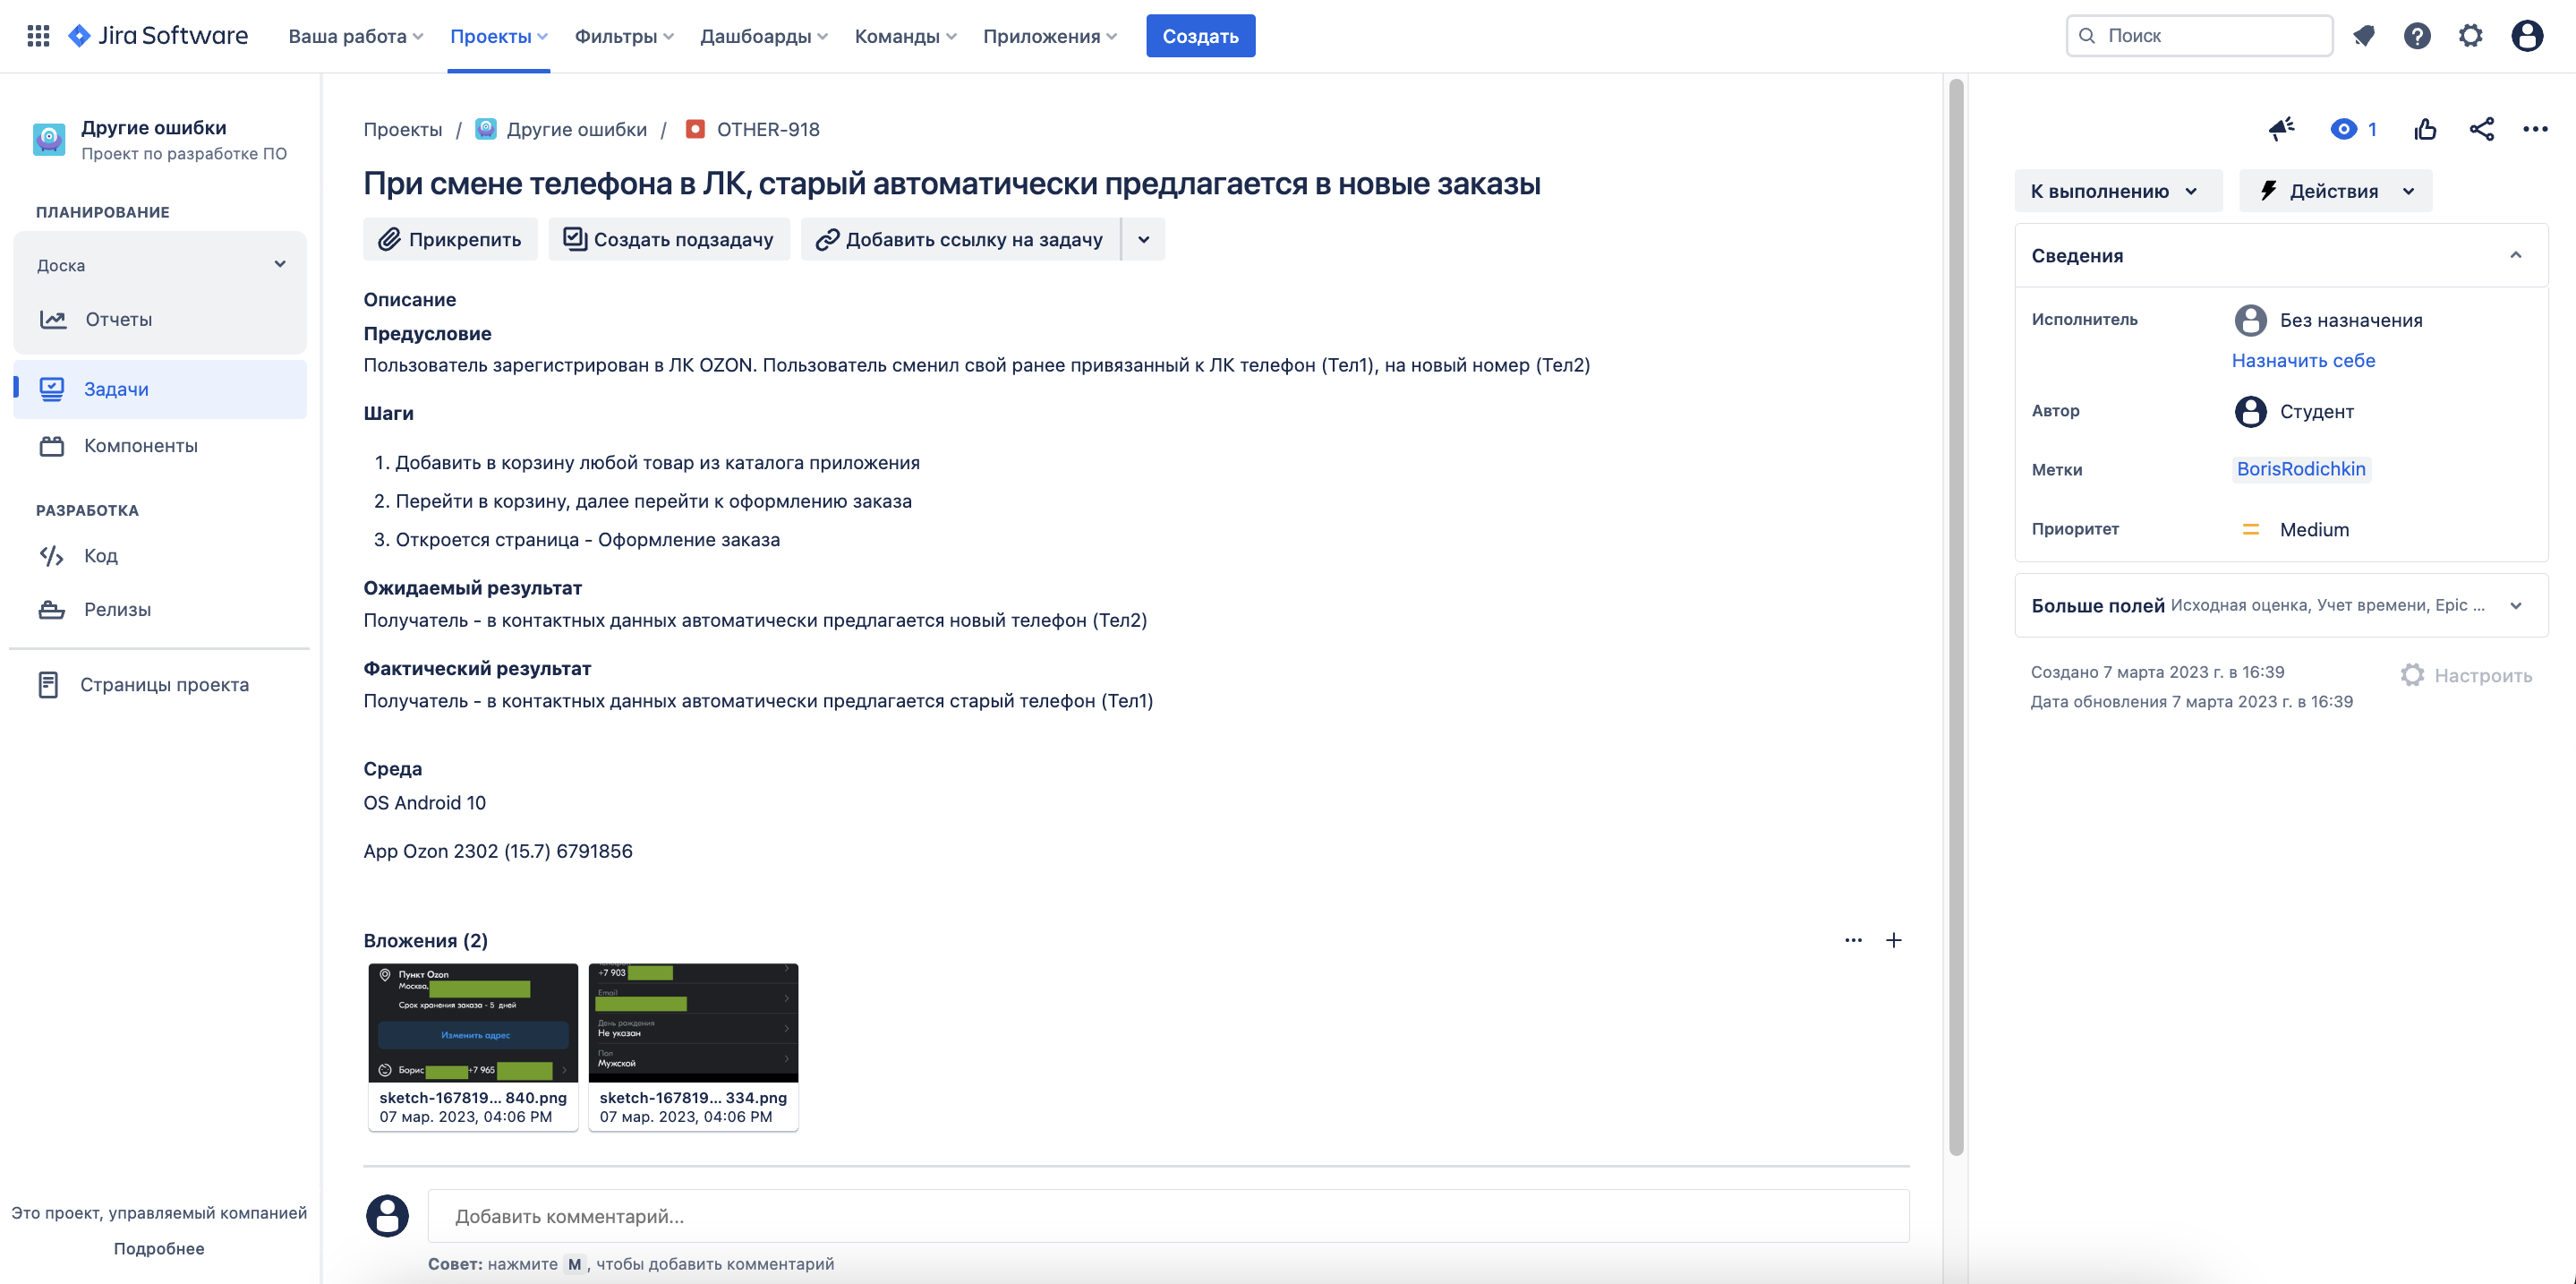 Jira Software
Ваша работа
Проекты
Фильтры
Дашборды
Команды
Приложения
Создать
Поиск
Другие ошибки
Проект по разработке ПО
ПЛАНИРОВАНИЕ
Доска
Отчеты
Задачи
Компоненты
РАЗРАБОТКА
Код
Релизы
Страницы проекта
Это проект, управляемый компанией
Подробнее
Проекты / Другие ошибки / OTHER-918
При смене телефона в ЛК, старый автоматически предлагается в новые заказы
Прикрепить
Создать подзадачу
Добавить ссылку на задачу
Описание
Предусловие
Пользователь зарегистрирован в ЛК OZON. Пользователь сменил свой ранее привязанный к ЛК телефон (Тел1), на новый номер (Тел2)
Шаги
1. Добавить в корзину любой товар из каталога приложения
2. Перейти в корзину, далее перейти к оформлению заказа
3. Откроется страница - Оформление заказа
Ожидаемый результат
Получатель - в контактных данных автоматически предлагается новый телефон (Тел2)
Фактический результат
Получатель - в контактных данных автоматически предлагается старый телефон (Тел1)
Среда
OS Android 10
App Ozon 2302 (15.7) 6791856
Вложения (2)
Пункт Ozon
Москва,
Срок хранения заказа - 5 дней
Изменить адрес
Борис +7 965
sketch-167819... 840.png
07 мар. 2023, 04:06 PM
+7 903
Email
День рождения
Не указан
Пол
Мужской
sketch-167819... 334.png
07 мар. 2023, 04:06 PM
Добавить комментарий...
Совет: нажмите M, чтобы добавить комментарий
1
К выполнению
Действия
Сведения
Исполнитель
Без назначения
Назначить себе
Автор
Студент
Метки
BorisRodichkin
Приоритет
Medium
Больше полей Исходная оценка, Учет времени, Epic ...
Создано 7 марта 2023 г. в 16:39
Дата обновления 7 марта 2023 г. в 16:39
Настроить